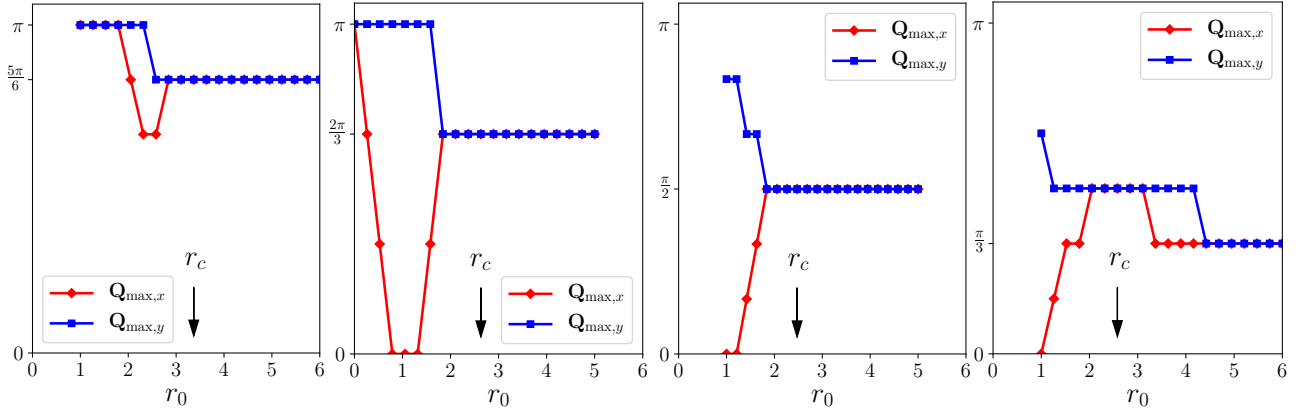 π
5π/6
0
r_c
Q_max,x
Q_max,y
0 1 2 3 4 5 6
r_0
π
2π/3
0
r_c
Q_max,x
Q_max,y
0 1 2 3 4 5 6
r_0
Q_max,x
Q_max,y
π
π/2
0
r_c
0 1 2 3 4 5 6
r_0
Q_max,x
Q_max,y
π
π/3
0
r_c
0 1 2 3 4 5 6
r_0